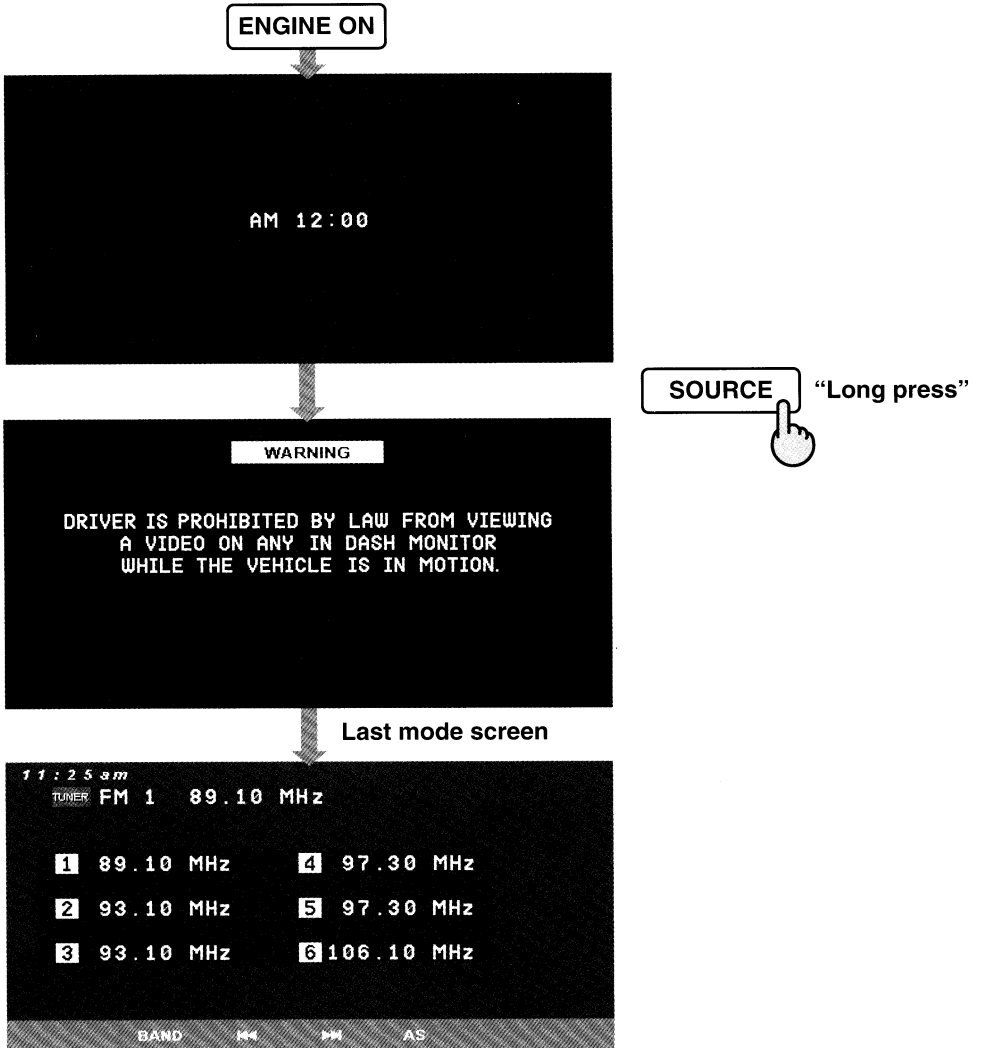 ENGINE ON
AM 12:00
SOURCE "Long press"
WARNING
DRIVER IS PROHIBITED BY LAW FROM VIEWING
A VIDEO ON ANY IN DASH MONITOR
WHILE THE VEHICLE IS IN MOTION.
Last mode screen
11:25am
TUNER FM 1 89.10 MHz
1 89.10 MHz 4 97.30 MHz
2 93.10 MHz 5 97.30 MHz
3 93.10 MHz 6 106.10 MHz
BAND ⏮ ⏭ AS